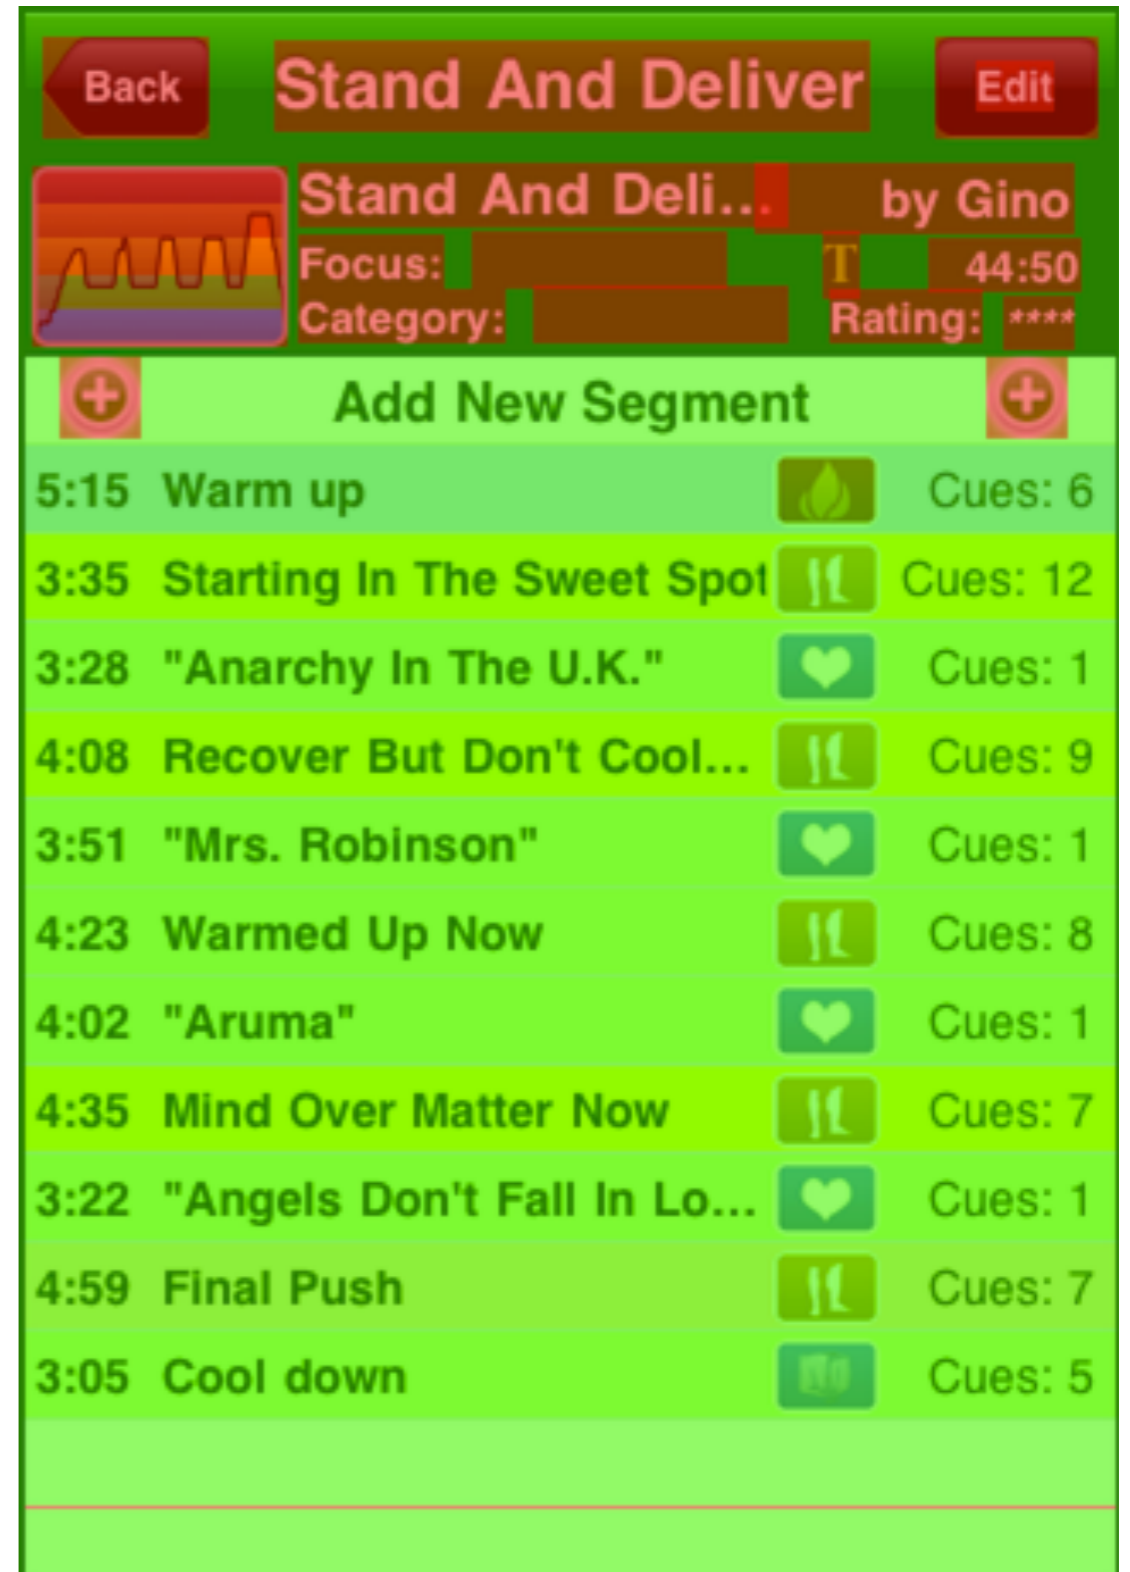 Back Stand And Deliver Edit
Stand And Deli... by Gino
Focus: T 44:50
Category: Rating: ****
Add New Segment
5:15 Warm up Cues: 6
3:35 Starting In The Sweet Spot Cues: 12
3:28 "Anarchy In The U.K." Cues: 1
4:08 Recover But Don't Cool... Cues: 9
3:51 "Mrs. Robinson" Cues: 1
4:23 Warmed Up Now Cues: 8
4:02 "Aruma" Cues: 1
4:35 Mind Over Matter Now Cues: 7
3:22 "Angels Don't Fall In Lo... Cues: 1
4:59 Final Push Cues: 7
3:05 Cool down Cues: 5